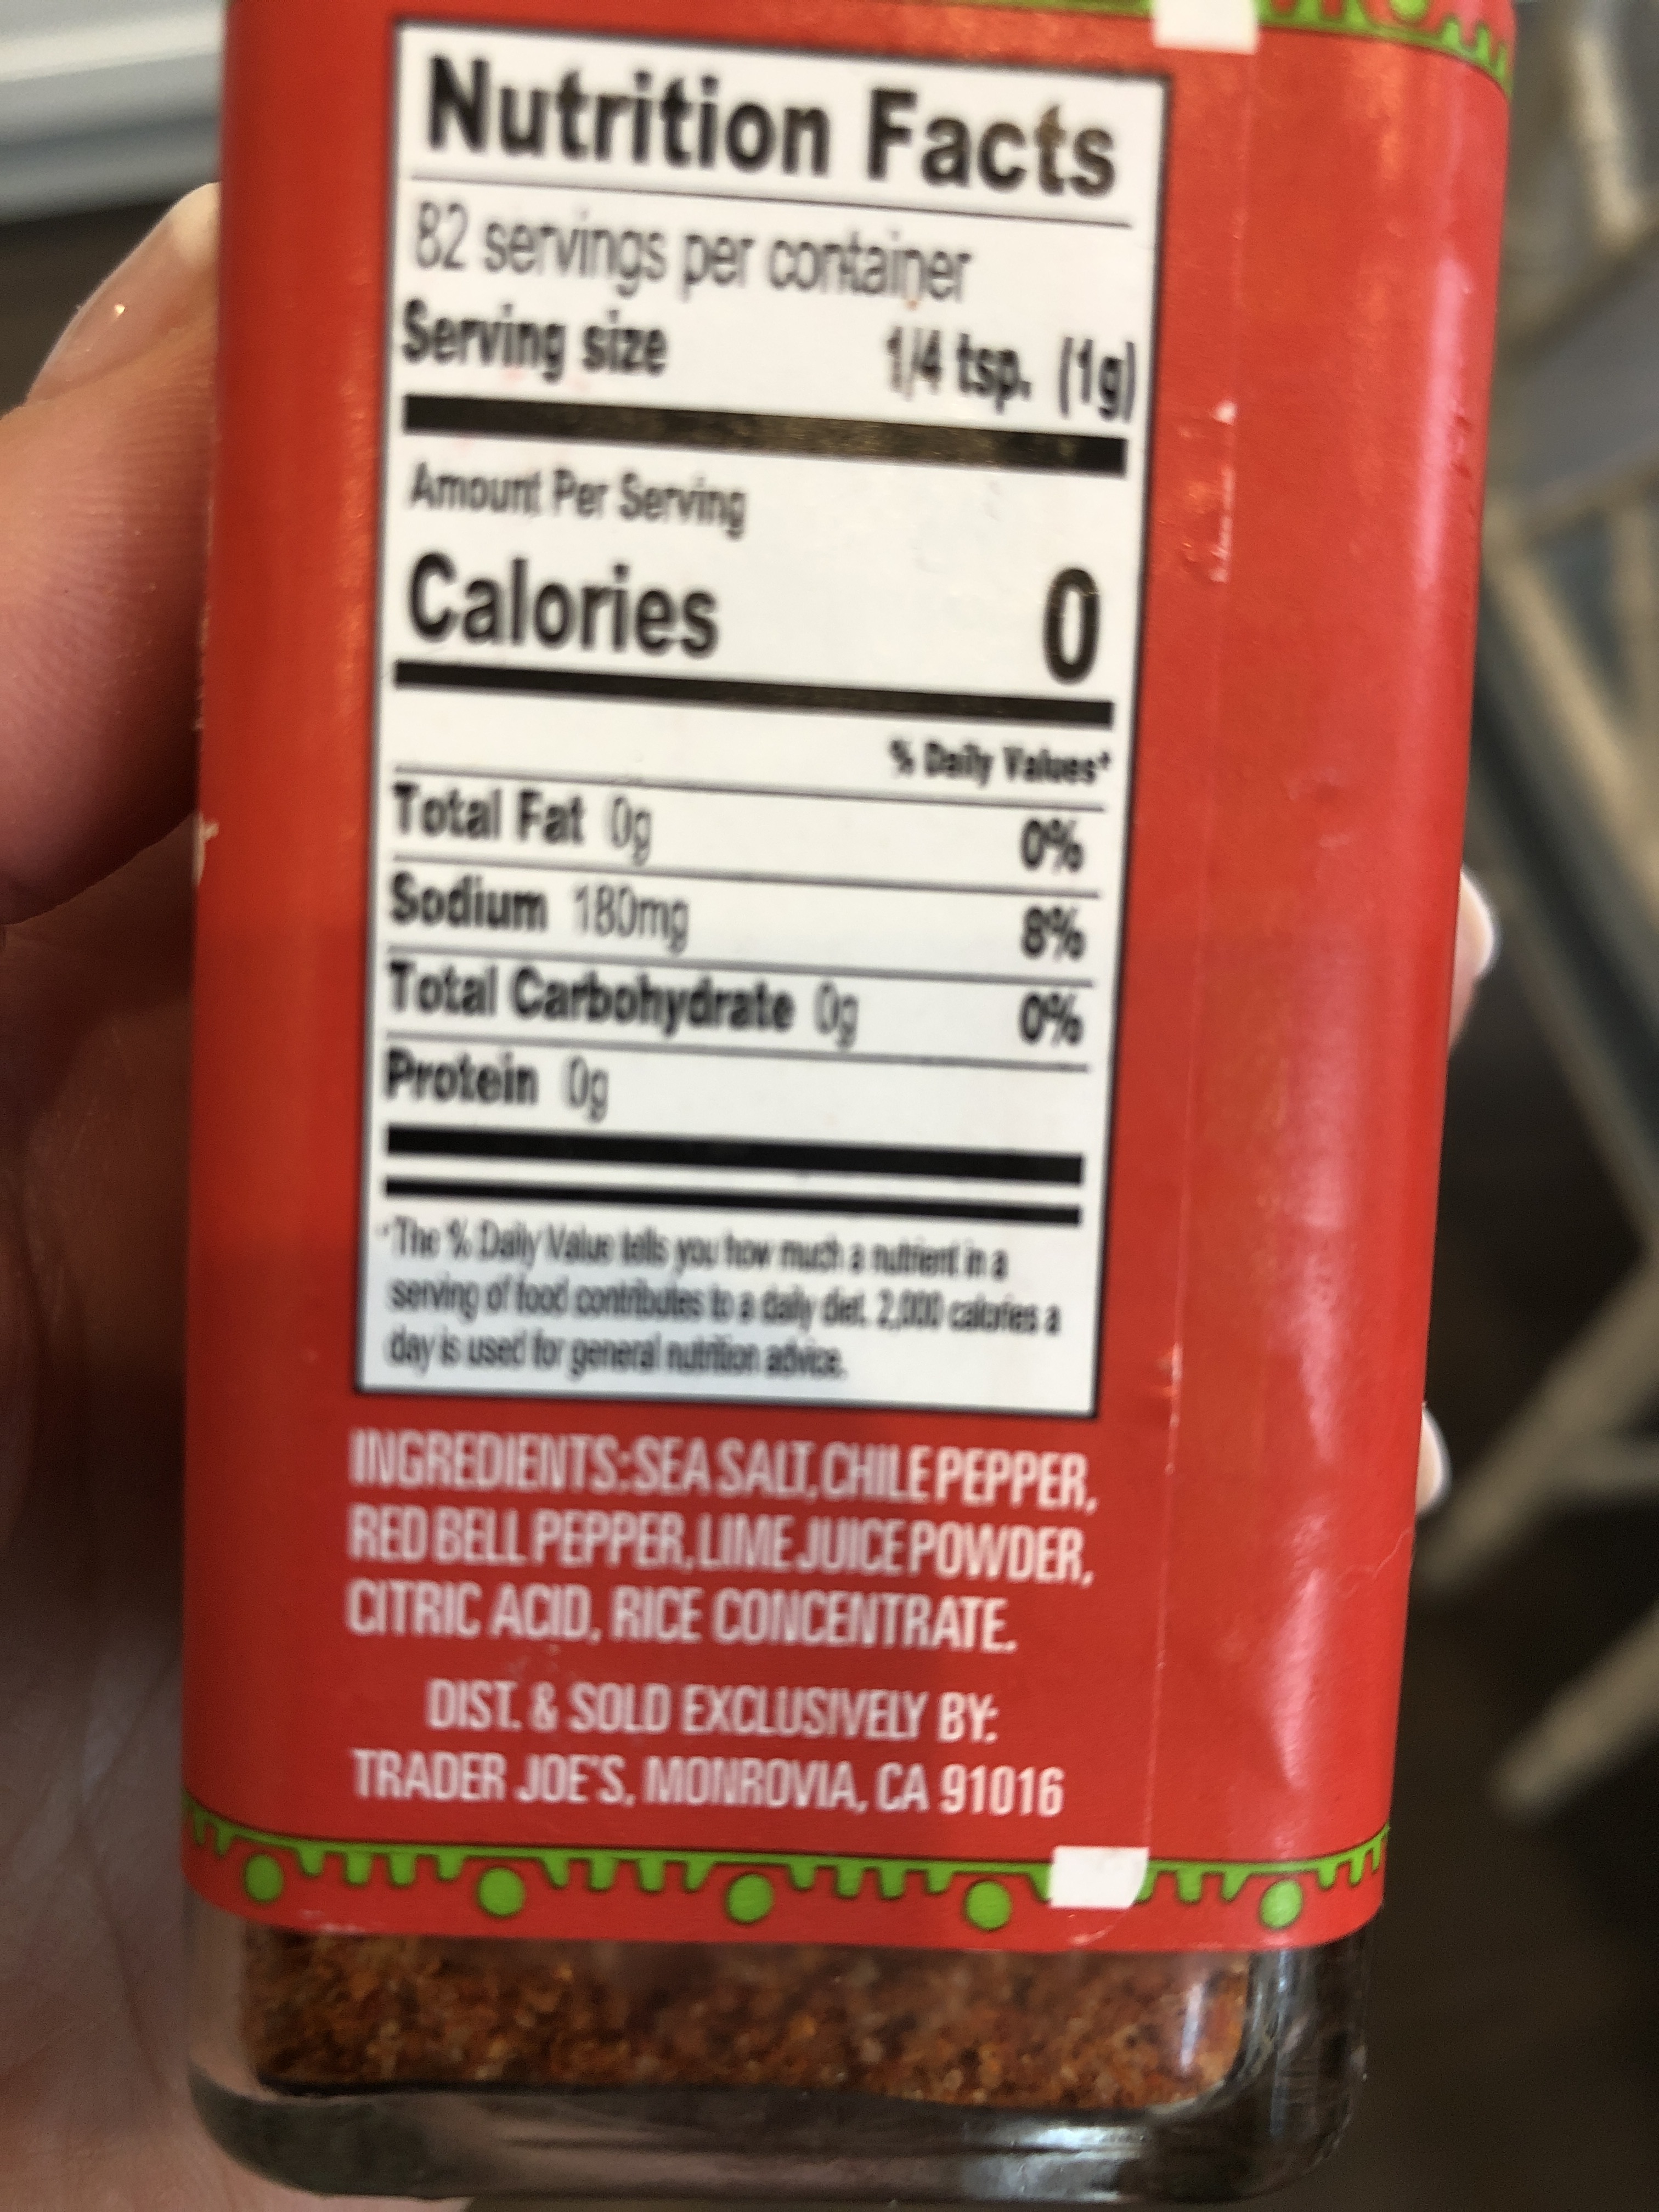 Nutrition Facts
82 servings per container
Serving size 1/4 tsp. (1g)
Amount Per Serving
Calories 0
% Daily Values*
Total Fat 0g 0%
Sodium 180mg 8%
Total Carbohydrate 0g 0%
Protein 0g
*The % Daily Value tells you how much a nutrient in a
serving of food contributes to a daily diet. 2,000 calories a
day is used for general nutrition advice.
INGREDIENTS: SEA SALT, CHILE PEPPER,
RED BELL PEPPER, LIME JUICE POWDER,
CITRIC ACID, RICE CONCENTRATE.
DIST. & SOLD EXCLUSIVELY BY:
TRADER JOE'S, MONROVIA, CA 91016